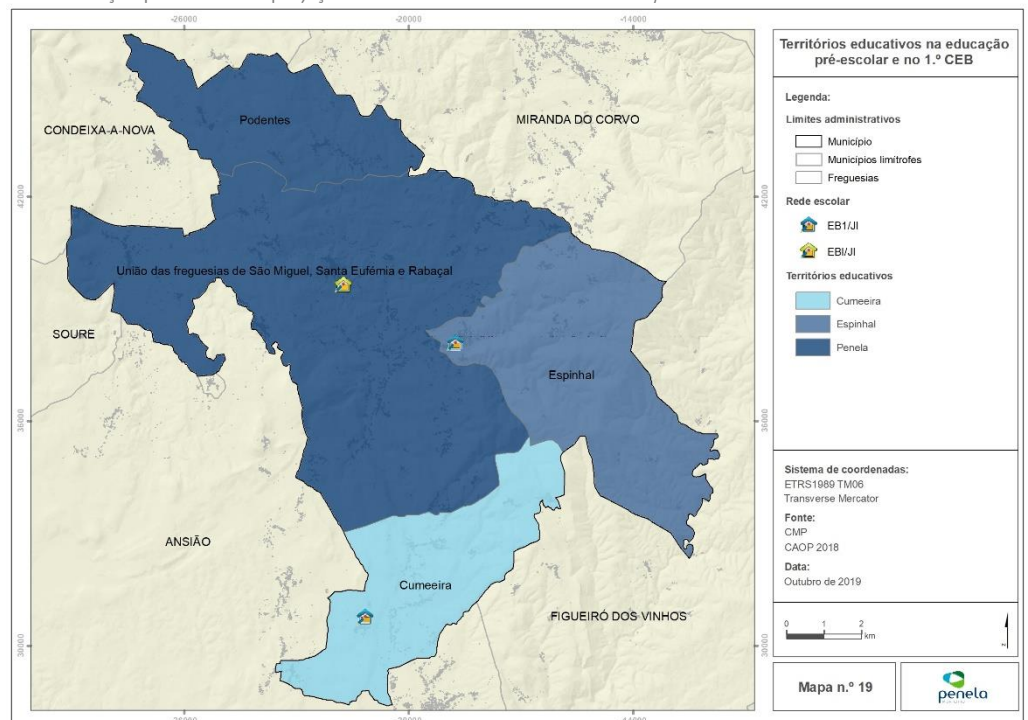 -26000
-20000
-14000
CONDEIXA-A-NOVA
Podentes
MIRANDA DO CORVO
42000
42000
União das freguesias de São Miguel, Santa Eufémia e Rabaçal
SOURE
Espinhal
36000
36000
ANSIÃO
Cumeeira
FIGUEIRÓ DOS VINHOS
30000
30000
Territórios educativos na educação
pré-escolar e no 1.º CEB
Legenda:
Limites administrativos
Município
Municípios limítrofes
Freguesias
Rede escolar
EB1/JI
EBI/JI
Territórios educativos
Cumeeira
Espinhal
Penela
Sistema de coordenadas:
ETRS1989 TM06
Transverse Mercator
Fonte:
CMP
CAOP 2018
Data:
Outubro de 2019
0 1 2
km
Mapa n.º 19
penela